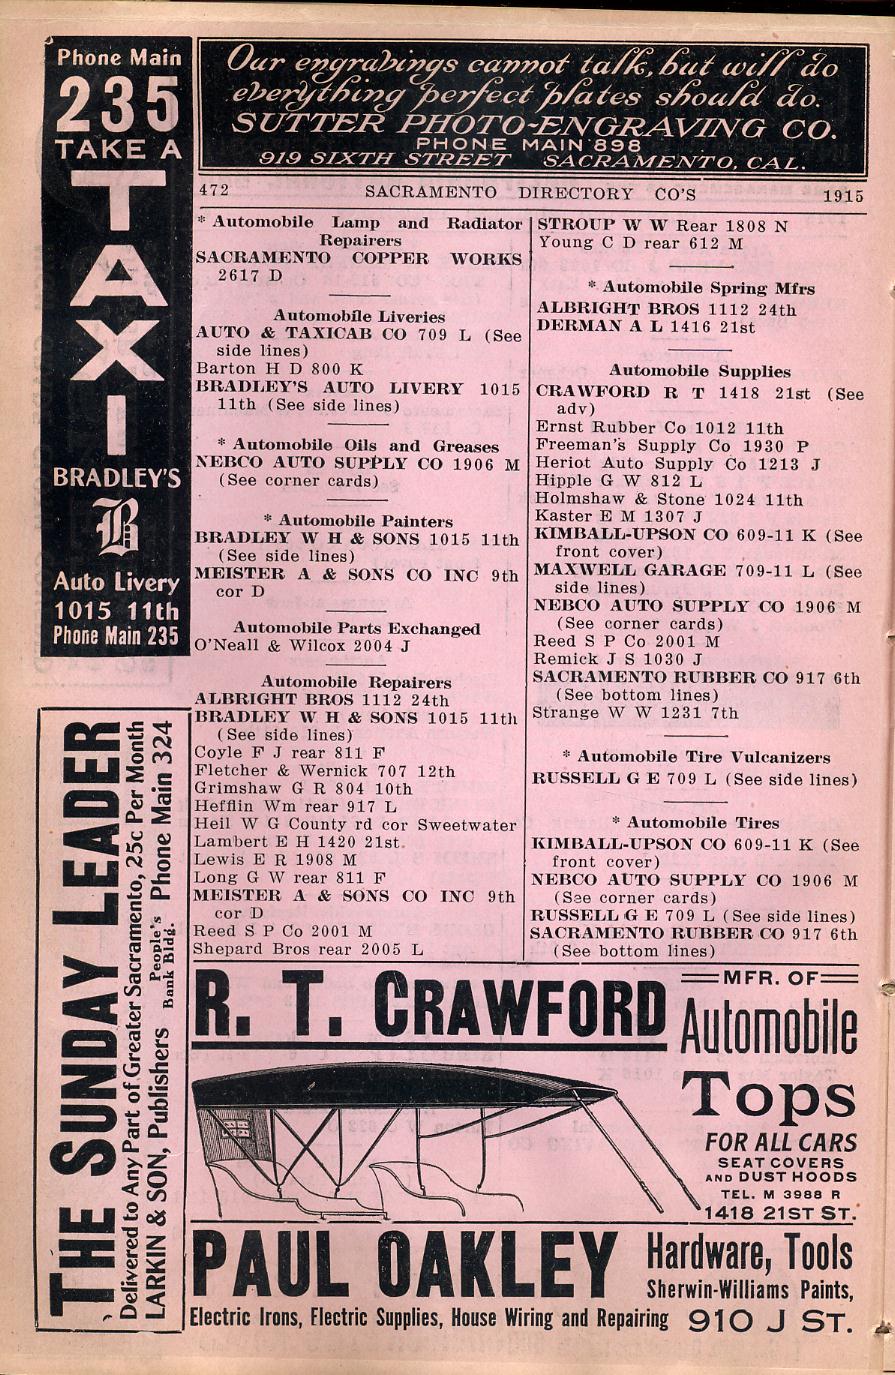 Phone Main
235
TAKE A
TAXI
BRADLEY'S
B
Auto Livery
1015 11th
Phone Main 235
Our engravings cannot talk, but will do
everything perfect plates should do.
SUTTER PHOTO-ENGRAVING CO.
PHONE MAIN 898
919 SIXTH STREET SACRAMENTO, CAL.
472 SACRAMENTO DIRECTORY CO'S 1915
* Automobile Lamp and Radiator
Repairers
SACRAMENTO COPPER WORKS
2617 D
Automobile Liveries
AUTO & TAXICAB CO 709 L (See
side lines)
Barton H D 800 K
BRADLEY'S AUTO LIVERY 1015
11th (See side lines)
* Automobile Oils and Greases
NEBCO AUTO SUPPLY CO 1906 M
(See corner cards)
* Automobile Painters
BRADLEY W H & SONS 1015 11th
(See side lines)
MEISTER A & SONS CO INC 9th
cor D
Automobile Parts Exchanged
O'Neall & Wilcox 2004 J
Automobile Repairers
ALBRIGHT BROS 1112 24th
BRADLEY W H & SONS 1015 11th
(See side lines)
Coyle F J rear 811 F
Fletcher & Wernick 707 12th
Grimshaw G R 804 10th
Hefflin Wm rear 917 L
Heil W G County rd cor Sweetwater
Lambert E H 1420 21st.
Lewis E R 1908 M
Long G W rear 811 F
MEISTER A & SONS CO INC 9th
cor D
Reed S P Co 2001 M
Shepard Bros rear 2005 L
STROUP W W Rear 1808 N
Young C D rear 612 M
* Automobile Spring Mfrs
ALBRIGHT BROS 1112 24th
DERMAN A L 1416 21st
Automobile Supplies
CRAWFORD R T 1418 21st (See
adv)
Ernst Rubber Co 1012 11th
Freeman's Supply Co 1930 P
Heriot Auto Supply Co 1213 J
Hipple G W 812 L
Holmshaw & Stone 1024 11th
Kaster E M 1307 J
KIMBALL-UPSON CO 609-11 K (See
front cover)
MAXWELL GARAGE 709-11 L (See
side lines)
NEBCO AUTO SUPPLY CO 1906 M
(See corner cards)
Reed S P Co 2001 M
Remick J S 1030 J
SACRAMENTO RUBBER CO 917 6th
(See bottom lines)
Strange W W 1231 7th
* Automobile Tire Vulcanizers
RUSSELL G E 709 L (See side lines)
* Automobile Tires
KIMBALL-UPSON CO 609-11 K (See
front cover)
NEBCO AUTO SUPPLY CO 1906 M
(See corner cards)
RUSSELL G E 709 L (See side lines)
SACRAMENTO RUBBER CO 917 6th
(See bottom lines)
THE SUNDAY LEADER
Delivered to Any Part of Greater Sacramento, 25c Per Month
LARKIN & SON, Publishers People's Bank Bldg. Phone Main 324
R. T. CRAWFORD
MFR. OF
Automobile
Tops
FOR ALL CARS
SEAT COVERS
AND DUST HOODS
TEL. M 3988 R
1418 21ST ST.
PAUL OAKLEY
Hardware, Tools
Sherwin-Williams Paints,
Electric Irons, Electric Supplies, House Wiring and Repairing 910 J ST.